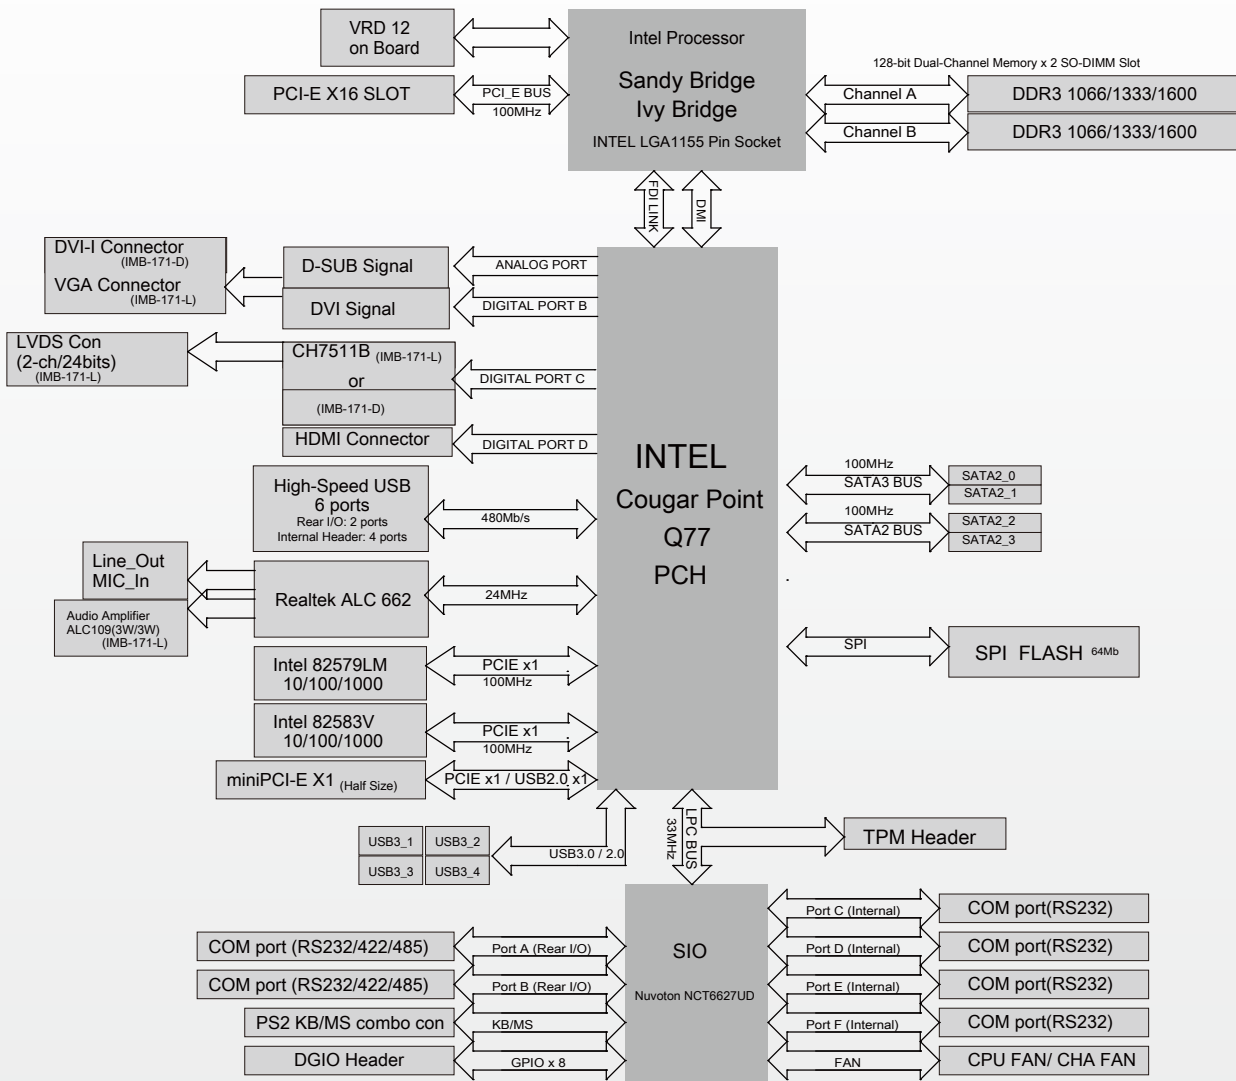 VRD 12
on Board
PCI-E X16 SLOT
PCI_E BUS
100MHz
Intel Processor
Sandy Bridge
Ivy Bridge
INTEL LGA1155 Pin Socket
128-bit Dual-Channel Memory x 2 SO-DIMM Slot
Channel A
DDR3 1066/1333/1600
Channel B
DDR3 1066/1333/1600
FDI LINK
DMI
DVI-I Connector
(IMB-171-D)
VGA Connector
(IMB-171-L)
D-SUB Signal
ANALOG PORT
DVI Signal
DIGITAL PORT B
LVDS Con
(2-ch/24bits)
(IMB-171-L)
CH7511B (IMB-171-L)
or
(IMB-171-D)
DIGITAL PORT C
HDMI Connector
DIGITAL PORT D
High-Speed USB
6 ports
Rear I/O: 2 ports
Internal Header: 4 ports
480Mb/s
Line_Out
MIC_In
Audio Amplifier
ALC109(3W/3W)
(IMB-171-L)
Realtek ALC 662
24MHz
Intel 82579LM
10/100/1000
PCIE x1
100MHz
Intel 82583V
10/100/1000
PCIE x1
100MHz
miniPCI-E X1 (Half Size)
PCIE x1 / USB2.0 x1
INTEL
Cougar Point
Q77
PCH
100MHz
SATA3 BUS
SATA2_0
SATA2_1
100MHz
SATA2 BUS
SATA2_2
SATA2_3
SPI
SPI FLASH 64Mb
USB3_1
USB3_2
USB3_3
USB3_4
USB3.0 / 2.0
LPC BUS
33MHz
TPM Header
SIO
Nuvoton NCT6627UD
COM port (RS232/422/485)
Port A (Rear I/O)
COM port (RS232/422/485)
Port B (Rear I/O)
PS2 KB/MS combo con
KB/MS
DGIO Header
GPIO x 8
Port C (Internal)
COM port(RS232)
Port D (Internal)
COM port(RS232)
Port E (Internal)
COM port(RS232)
Port F (Internal)
COM port(RS232)
FAN
CPU FAN/ CHA FAN